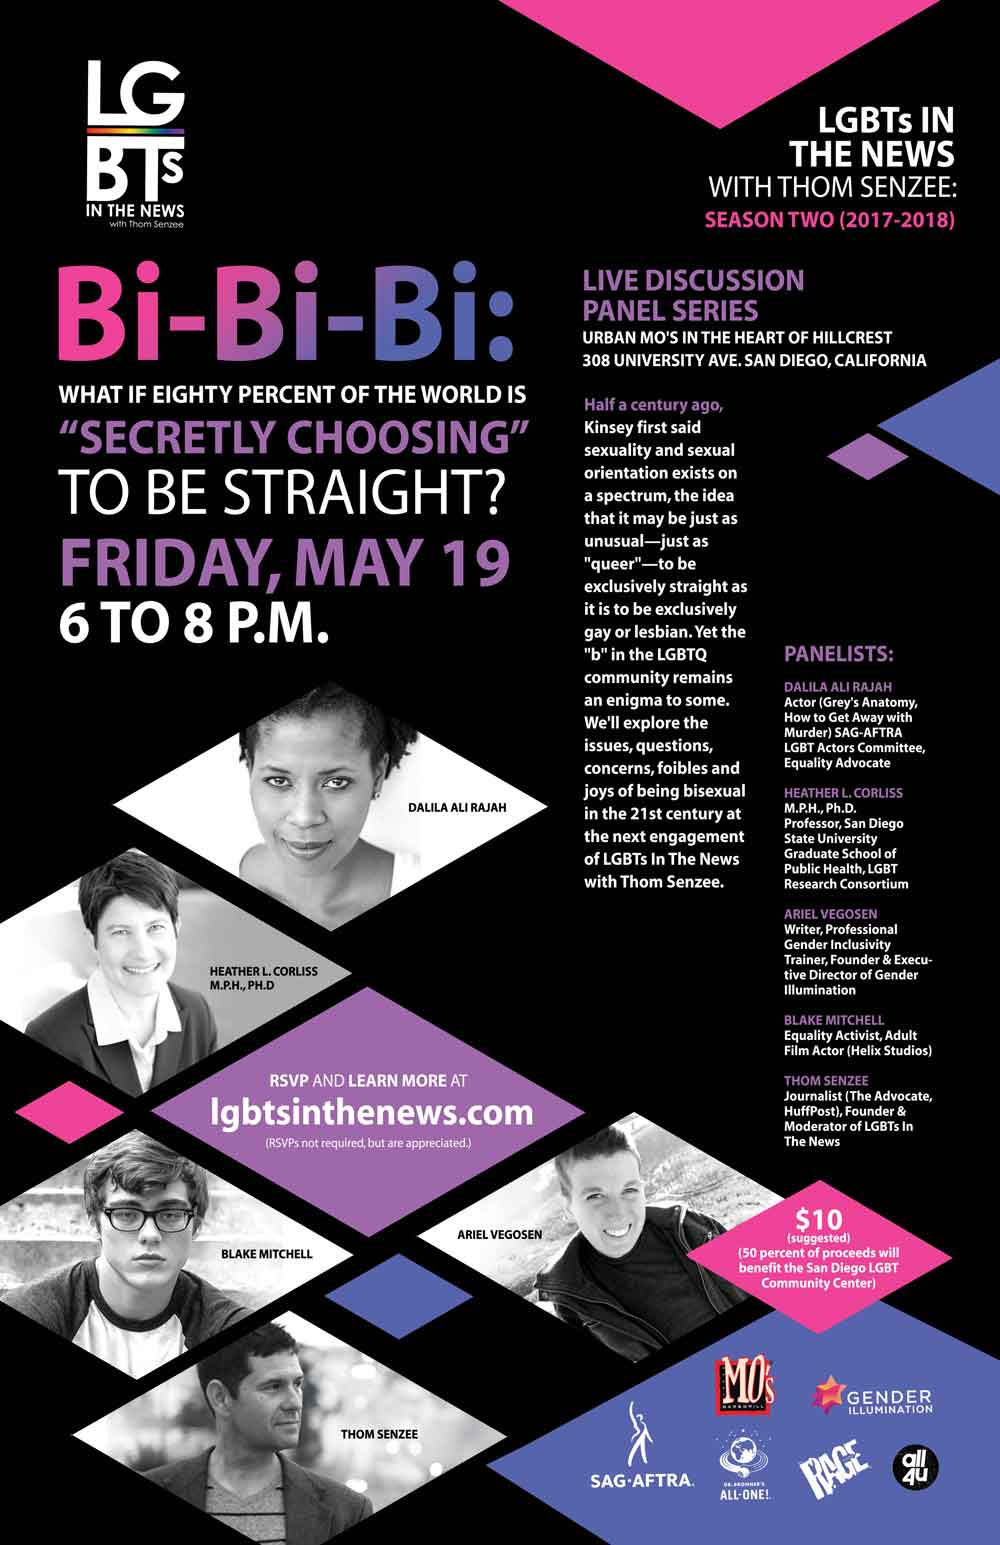 LG
BTs
IN THE NEWS
with Thom Senzee
LGBTs IN
THE NEWS
WITH THOM SENZEE:
SEASON TWO (2017-2018)
Bi-Bi-Bi:
WHAT IF EIGHTY PERCENT OF THE WORLD IS
“SECRETLY CHOOSING”
TO BE STRAIGHT?
FRIDAY, MAY 19
6 TO 8 P.M.
LIVE DISCUSSION
PANEL SERIES
URBAN MO'S IN THE HEART OF HILLCREST
308 UNIVERSITY AVE. SAN DIEGO, CALIFORNIA
Half a century ago,
Kinsey first said
sexuality and sexual
orientation exists on
a spectrum, the idea
that it may be just as
unusual—just as
"queer"—to be
exclusively straight as
it is to be exclusively
gay or lesbian. Yet the
"b" in the LGBTQ
community remains
an enigma to some.
We'll explore the
issues, questions,
concerns, foibles and
joys of being bisexual
in the 21st century at
the next engagement
of LGBTs In The News
with Thom Senzee.
PANELISTS:
DALILA ALI RAJAH
Actor (Grey's Anatomy,
How to Get Away with
Murder) SAG-AFTRA
LGBT Actors Committee,
Equality Advocate
HEATHER L. CORLISS
M.P.H., Ph.D.
Professor, San Diego
State University
Graduate School of
Public Health, LGBT
Research Consortium
ARIEL VEGOSEN
Writer, Professional
Gender Inclusivity
Trainer, Founder & Execu-
tive Director of Gender
Illumination
BLAKE MITCHELL
Equality Activist, Adult
Film Actor (Helix Studios)
THOM SENZEE
Journalist (The Advocate,
HuffPost), Founder &
Moderator of LGBTs In
The News
DALILA ALI RAJAH
HEATHER L. CORLISS
M.P.H., PH.D
RSVP AND LEARN MORE AT
lgbtsinthenews.com
(RSVPs not required, but are appreciated.)
BLAKE MITCHELL
ARIEL VEGOSEN
THOM SENZEE
$10
(suggested)
(50 percent of proceeds will
benefit the San Diego LGBT
Community Center)
MO's
BAR & GRILL
GENDER
ILLUMINATION
SAG·AFTRA.
DR. BRONNER'S
ALL-ONE!
RAGE
all
4u